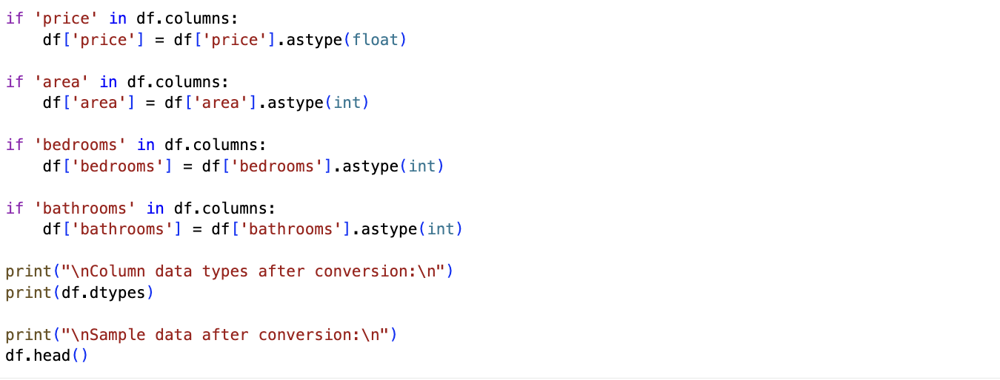 if 'price' in df.columns:
    df['price'] = df['price'].astype(float)

if 'area' in df.columns:
    df['area'] = df['area'].astype(int)

if 'bedrooms' in df.columns:
    df['bedrooms'] = df['bedrooms'].astype(int)

if 'bathrooms' in df.columns:
    df['bathrooms'] = df['bathrooms'].astype(int)

print("\nColumn data types after conversion:\n")
print(df.dtypes)

print("\nSample data after conversion:\n")
df.head()